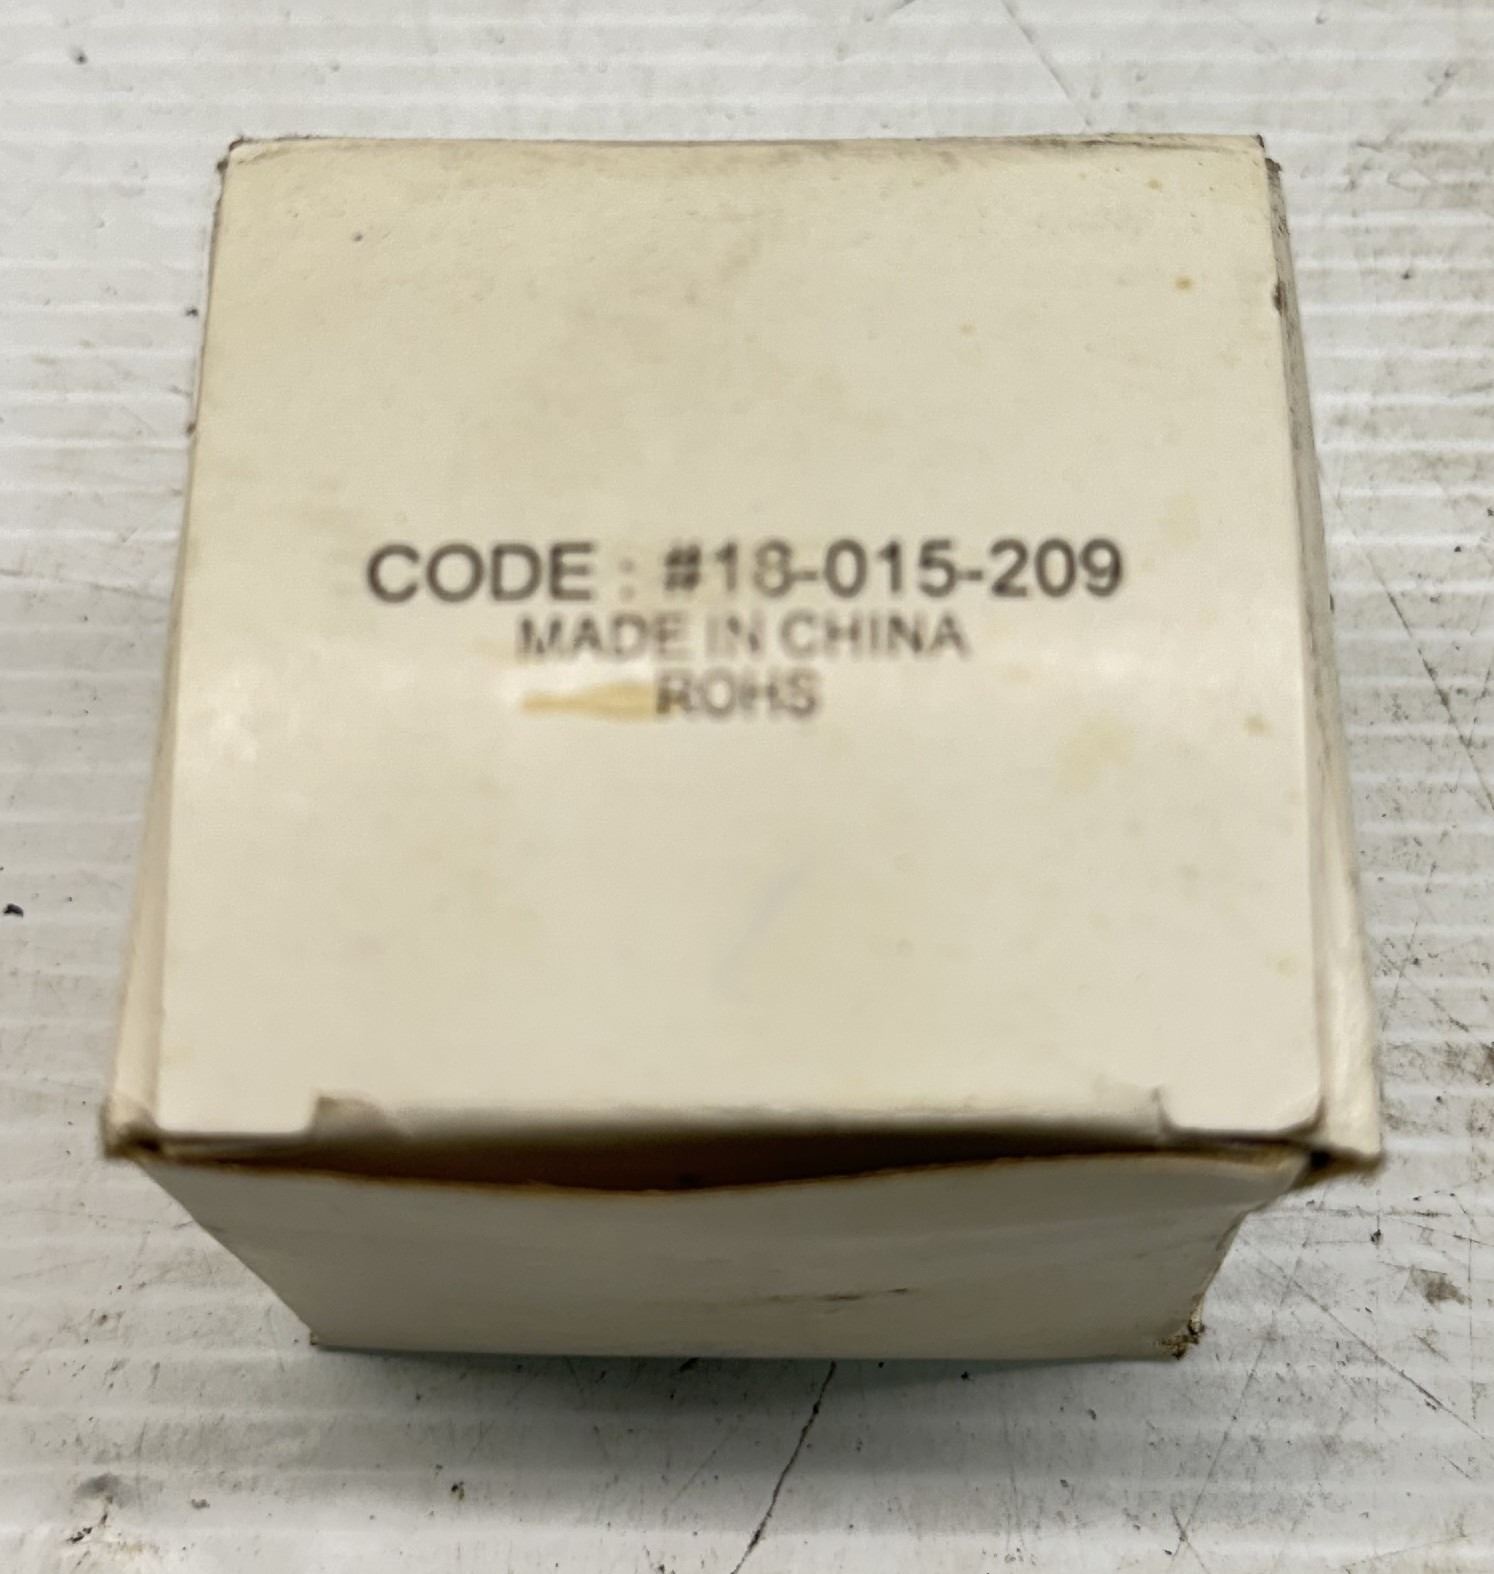 CODE : #18-015-209
MADE IN CHINA
ROHS